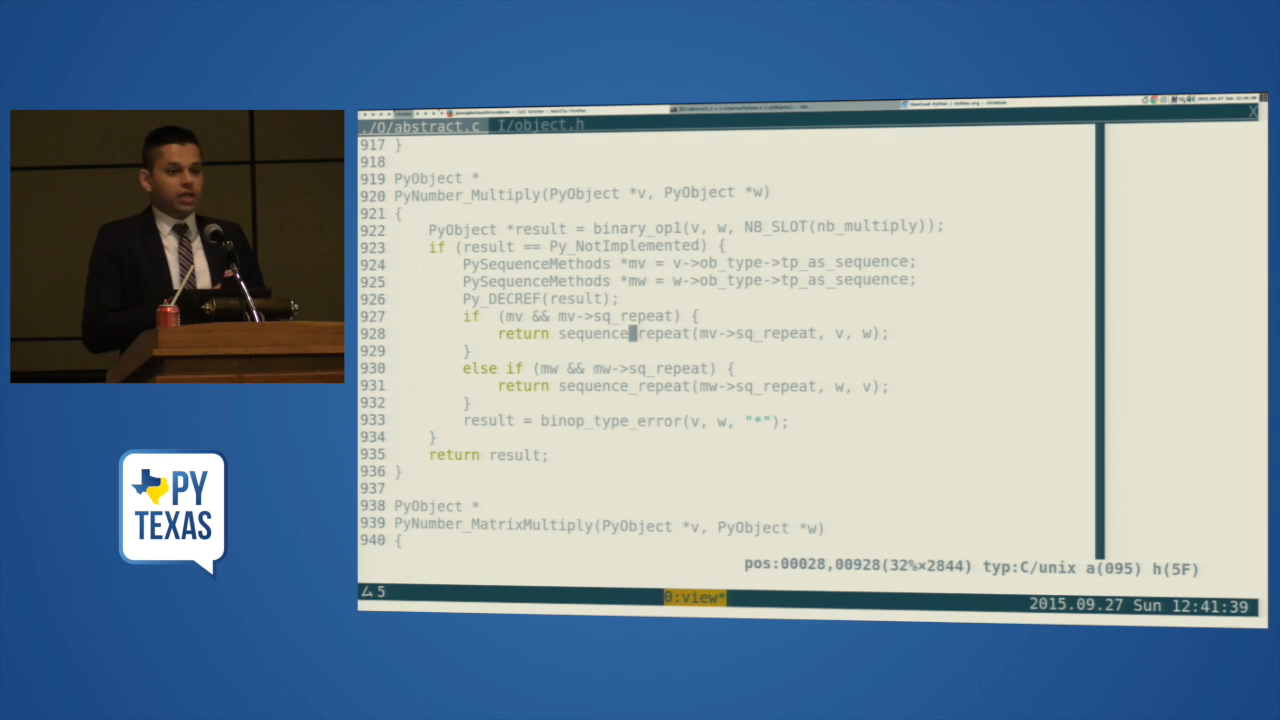 ./O/abstract.c I/object.h X
917 }
918
919 PyObject *
920 PyNumber_Multiply(PyObject *v, PyObject *w)
921 {
922     PyObject *result = binary_op1(v, w, NB_SLOT(nb_multiply));
923     if (result == Py_NotImplemented) {
924         PySequenceMethods *mv = v->ob_type->tp_as_sequence;
925         PySequenceMethods *mw = w->ob_type->tp_as_sequence;
926         Py_DECREF(result);
927         if  (mv && mv->sq_repeat) {
928             return sequence_repeat(mv->sq_repeat, v, w);
929         }
930         else if (mw && mw->sq_repeat) {
931             return sequence_repeat(mw->sq_repeat, w, v);
932         }
933         result = binop_type_error(v, w, "*");
934     }
935     return result;
936 }
937
938 PyObject *
939 PyNumber_MatrixMultiply(PyObject *v, PyObject *w)
940 {
pos:00028,00928(32%×2844) typ:C/unix a(095) h(5F)
5 0:view* 2015.09.27 Sun 12:41:39
PY
TEXAS